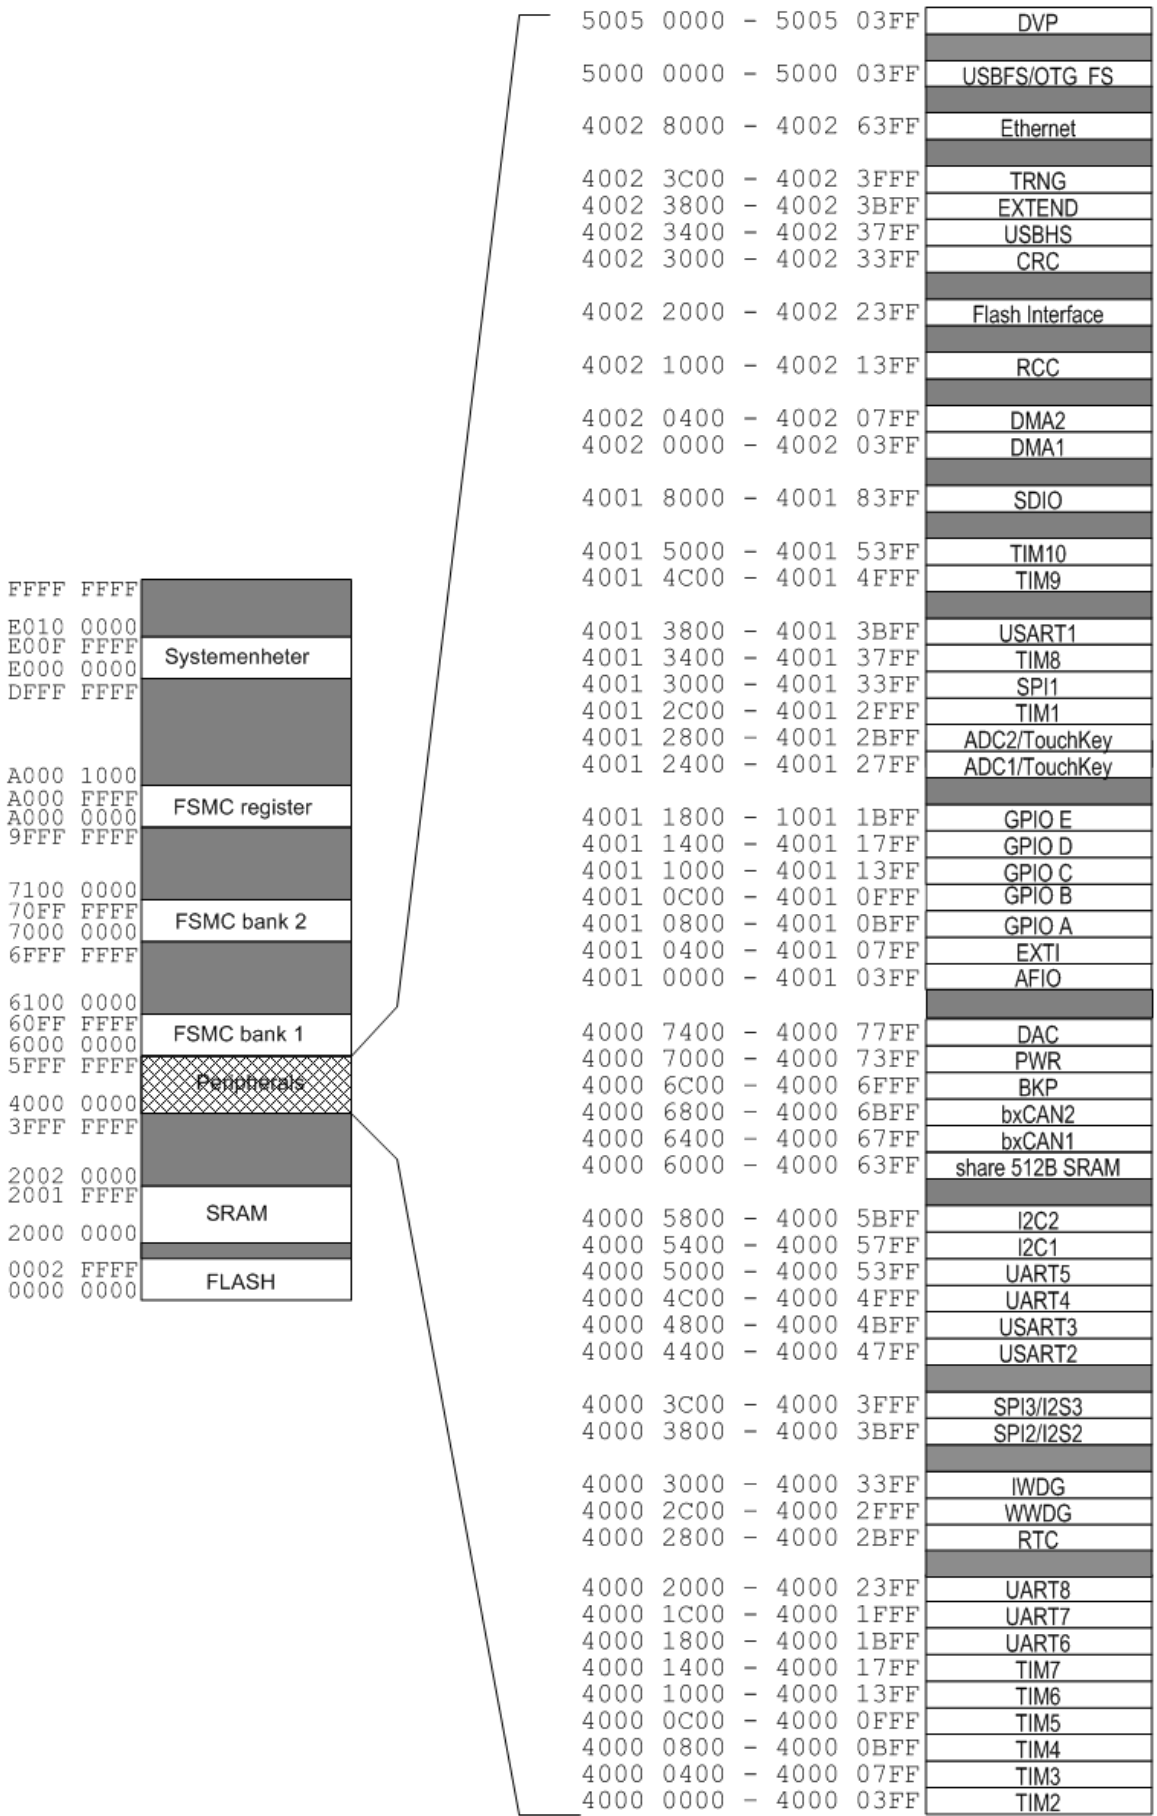 FFFF FFFF
E010 0000
E00F FFFF
Systemenheter
E000 0000
DFFF FFFF
A000 1000
A000 FFFF
FSMC register
A000 0000
9FFF FFFF
7100 0000
70FF FFFF
FSMC bank 2
7000 0000
6FFF FFFF
6100 0000
60FF FFFF
FSMC bank 1
6000 0000
5FFF FFFF
Peripherals
4000 0000
3FFF FFFF
2002 0000
2001 FFFF
SRAM
2000 0000
0002 FFFF
FLASH
0000 0000
5005 0000 - 5005 03FF DVP
5000 0000 - 5000 03FF USBFS/OTG FS
4002 8000 - 4002 63FF Ethernet
4002 3C00 - 4002 3FFF TRNG
4002 3800 - 4002 3BFF EXTEND
4002 3400 - 4002 37FF USBHS
4002 3000 - 4002 33FF CRC
4002 2000 - 4002 23FF Flash Interface
4002 1000 - 4002 13FF RCC
4002 0400 - 4002 07FF DMA2
4002 0000 - 4002 03FF DMA1
4001 8000 - 4001 83FF SDIO
4001 5000 - 4001 53FF TIM10
4001 4C00 - 4001 4FFF TIM9
4001 3800 - 4001 3BFF USART1
4001 3400 - 4001 37FF TIM8
4001 3000 - 4001 33FF SPI1
4001 2C00 - 4001 2FFF TIM1
4001 2800 - 4001 2BFF ADC2/TouchKey
4001 2400 - 4001 27FF ADC1/TouchKey
4001 1800 - 1001 1BFF GPIO E
4001 1400 - 4001 17FF GPIO D
4001 1000 - 4001 13FF GPIO C
4001 0C00 - 4001 0FFF GPIO B
4001 0800 - 4001 0BFF GPIO A
4001 0400 - 4001 07FF EXTI
4001 0000 - 4001 03FF AFIO
4000 7400 - 4000 77FF DAC
4000 7000 - 4000 73FF PWR
4000 6C00 - 4000 6FFF BKP
4000 6800 - 4000 6BFF bxCAN2
4000 6400 - 4000 67FF bxCAN1
4000 6000 - 4000 63FF share 512B SRAM
4000 5800 - 4000 5BFF I2C2
4000 5400 - 4000 57FF I2C1
4000 5000 - 4000 53FF UART5
4000 4C00 - 4000 4FFF UART4
4000 4800 - 4000 4BFF USART3
4000 4400 - 4000 47FF USART2
4000 3C00 - 4000 3FFF SPI3/I2S3
4000 3800 - 4000 3BFF SPI2/I2S2
4000 3000 - 4000 33FF IWDG
4000 2C00 - 4000 2FFF WWDG
4000 2800 - 4000 2BFF RTC
4000 2000 - 4000 23FF UART8
4000 1C00 - 4000 1FFF UART7
4000 1800 - 4000 1BFF UART6
4000 1400 - 4000 17FF TIM7
4000 1000 - 4000 13FF TIM6
4000 0C00 - 4000 0FFF TIM5
4000 0800 - 4000 0BFF TIM4
4000 0400 - 4000 07FF TIM3
4000 0000 - 4000 03FF TIM2